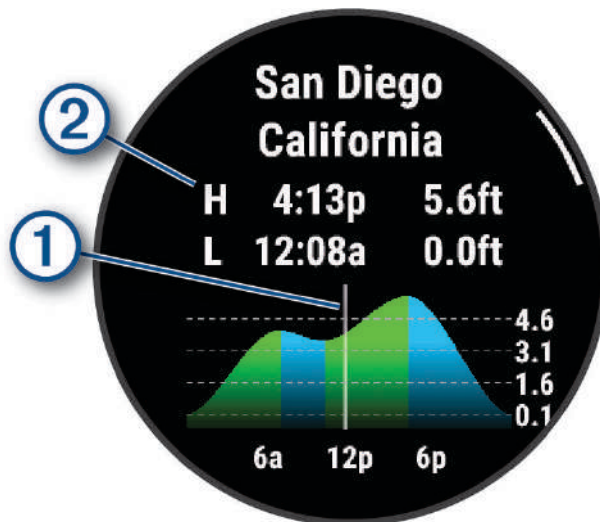 San Diego
California
2
H 4:13p 5.6ft
L 12:08a 0.0ft
1
4.6
3.1
1.6
0.1
6a 12p 6p